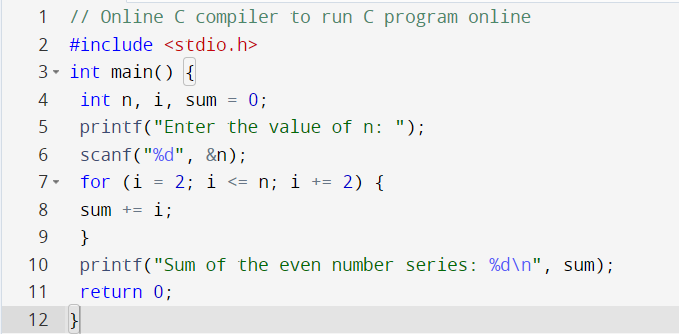 1 // Online C compiler to run C program online
2 #include <stdio.h>
3 int main() {
4 int n, i, sum = 0;
5 printf("Enter the value of n: ");
6 scanf("%d", &n);
7 for (i = 2; i <= n; i += 2) {
8 sum += i;
9 }
10 printf("Sum of the even number series: %d\n", sum);
11 return 0;
12 }